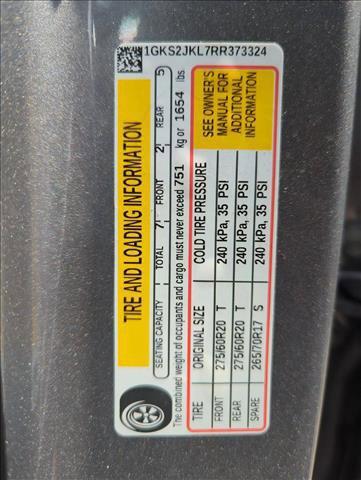 1GKS2JKL7RR373324
TIRE AND LOADING INFORMATION
SEATING CAPACITY TOTAL 7 FRONT 2 REAR 5
The combined weight of occupants and cargo must never exceed 751 kg or 1654 lbs
TIRE ORIGINAL SIZE COLD TIRE PRESSURE
FRONT 275/60R20 T 240 kPa, 35 PSI
REAR 275/60R20 T 240 kPa, 35 PSI
SPARE 265/70R17 S 240 kPa, 35 PSI
SEE OWNER'S
MANUAL FOR
ADDITIONAL
INFORMATION